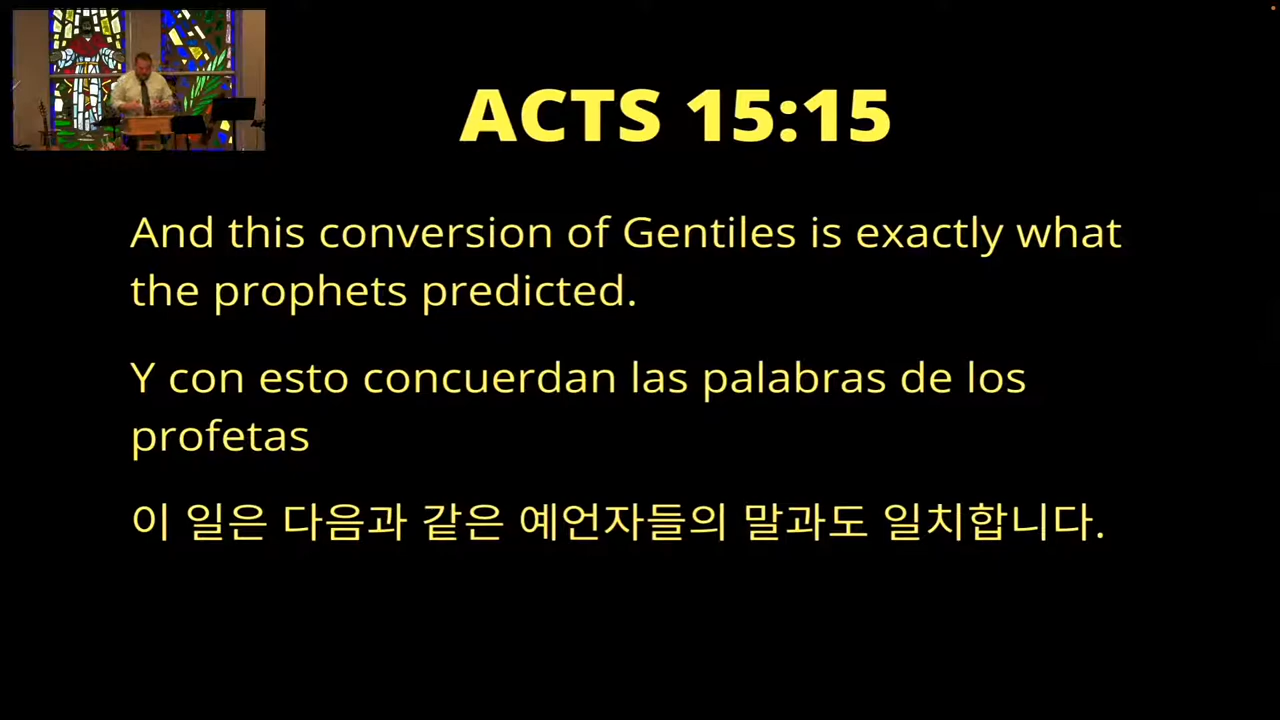 ACTS 15:15
And this conversion of Gentiles is exactly what
the prophets predicted.
Y con esto concuerdan las palabras de los
profetas
이 일은 다음과 같은 예언자들의 말과도 일치합니다.